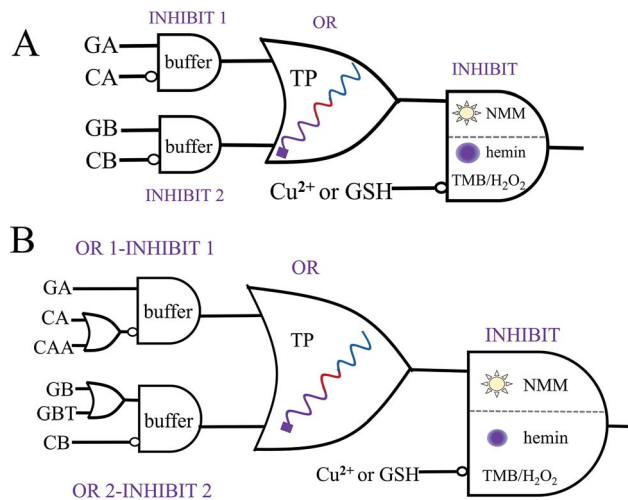 A
INHIBIT 1
OR
GA
CA
buffer
TP
INHIBIT
NMM
GB
CB
buffer
hemin
TMB/H₂O₂
INHIBIT 2
Cu²⁺ or GSH
B
OR 1-INHIBIT 1
OR
GA
CA
CAA
buffer
TP
INHIBIT
NMM
GB
GBT
CB
buffer
hemin
Cu²⁺ or GSH
TMB/H₂O₂
OR 2-INHIBIT 2